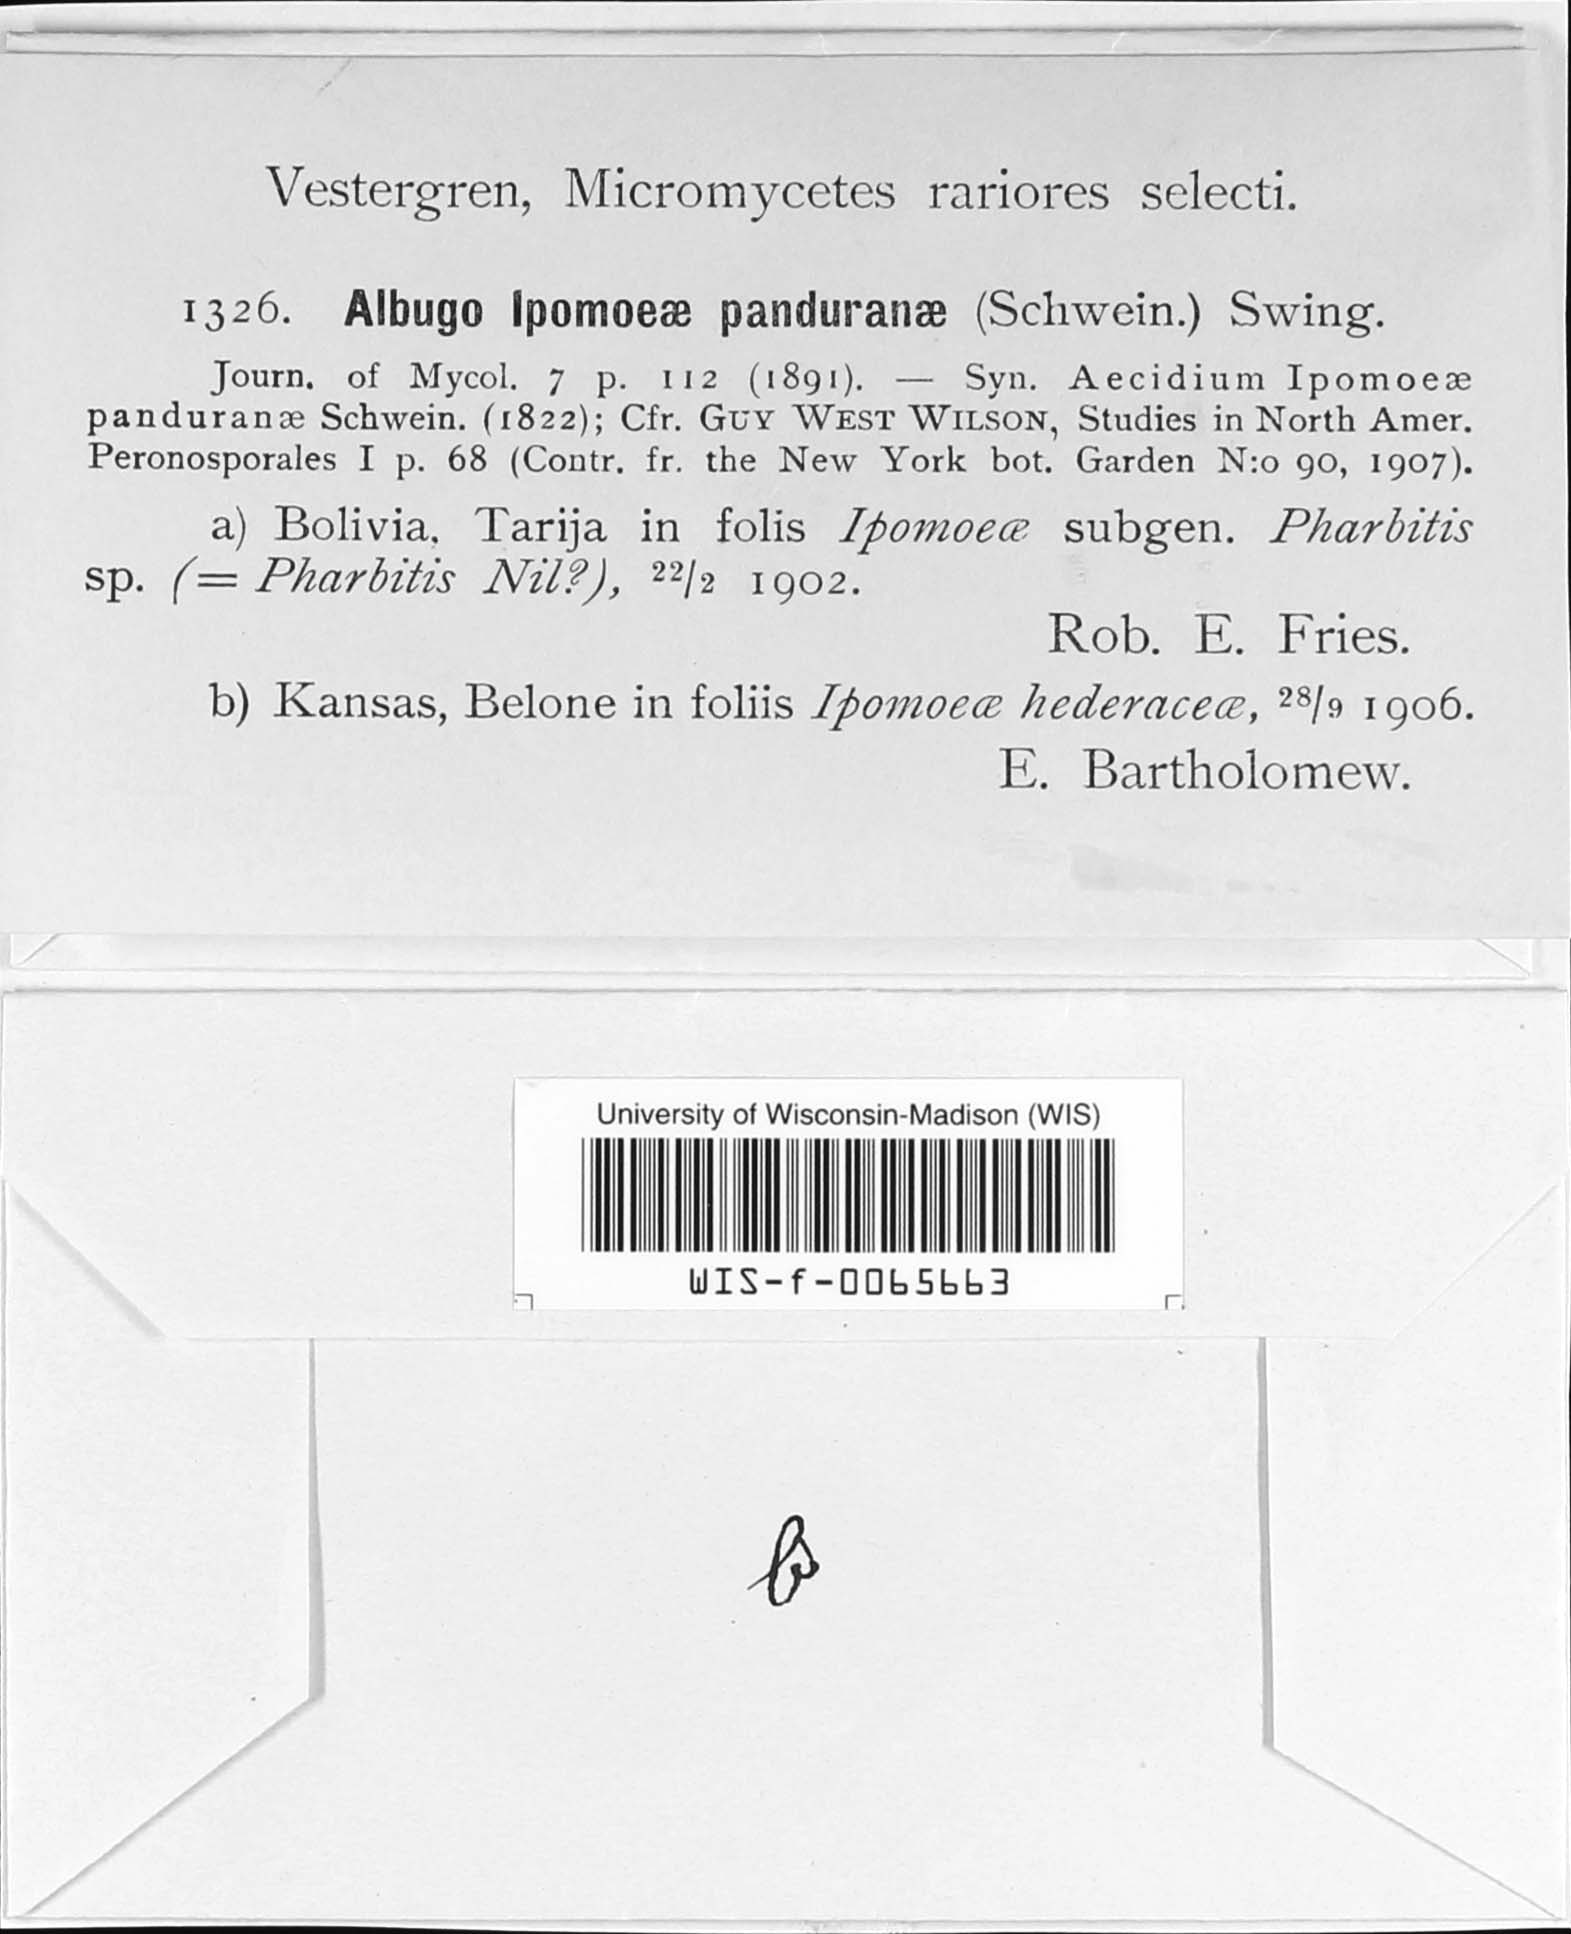 Vestergren, Micromycetes rariores selecti.
1326. Albugo Ipomoeæ panduranæ (Schwein.) Swing.
Journ. of Mycol. 7 p. 112 (1891). — Syn. Aecidium Ipomoeæ
panduranæ Schwein. (1822); Cfr. GUY WEST WILSON, Studies in North Amer.
Peronosporales I p. 68 (Contr. fr. the New York bot. Garden N:o 90, 1907).
a) Bolivia, Tarija in folis Ipomoeæ subgen. Pharbitis
sp. (= Pharbitis Nil?), 22/2 1902.
Rob. E. Fries.
b) Kansas, Belone in foliis Ipomoeæ hederaceæ, 28/9 1906.
E. Bartholomew.
University of Wisconsin-Madison (WIS)
WIS-f-0065663
b